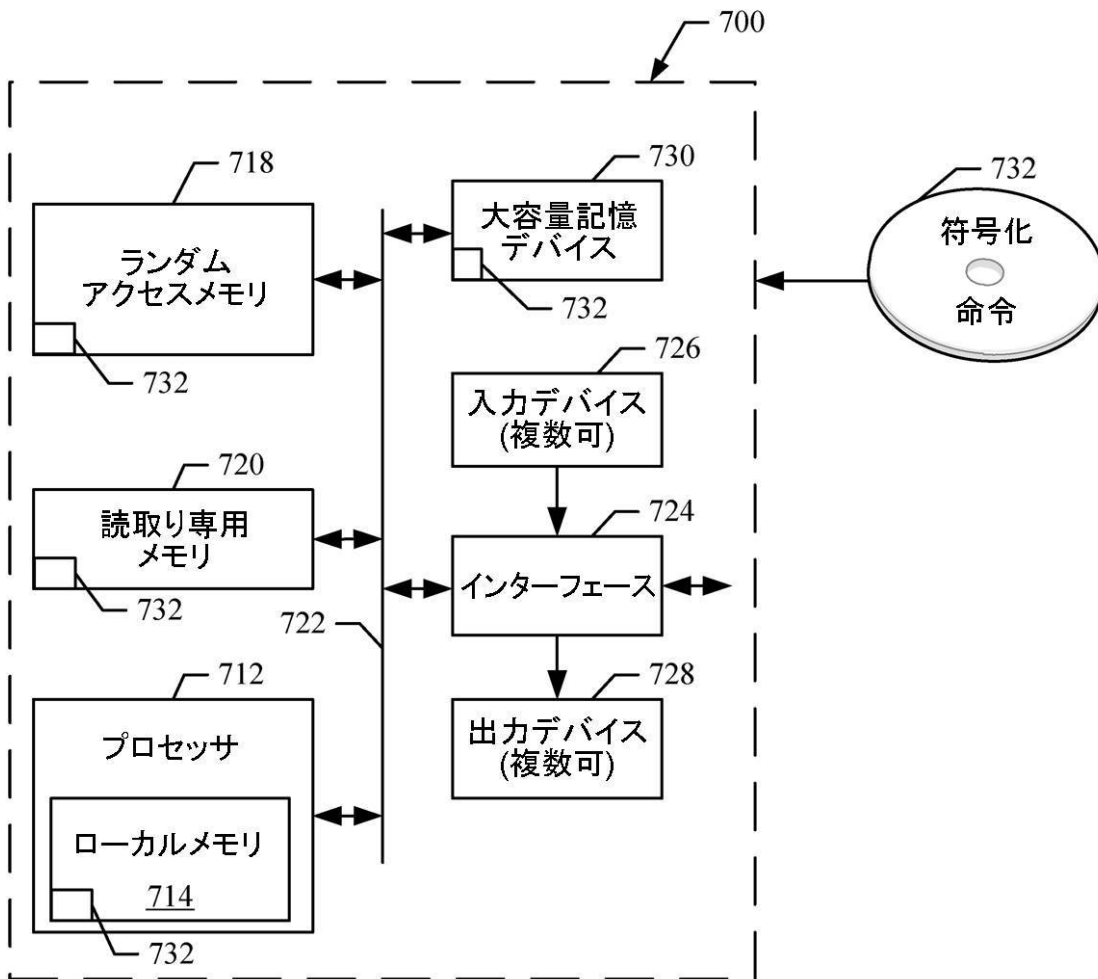 700
718
ランダム
アクセスメモリ
732
730
大容量記憶
デバイス
732
732
符号化
命令
726
入力デバイス
(複数可)
720
読取り専用
メモリ
732
724
インターフェース
722
712
プロセッサ
ローカルメモリ
714
732
728
出力デバイス
(複数可)